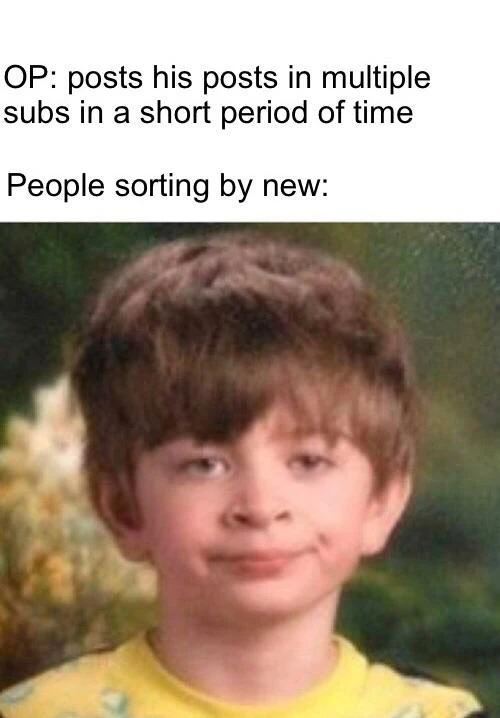 OP: posts his posts in multiple
subs in a short period of time
People sorting by new: